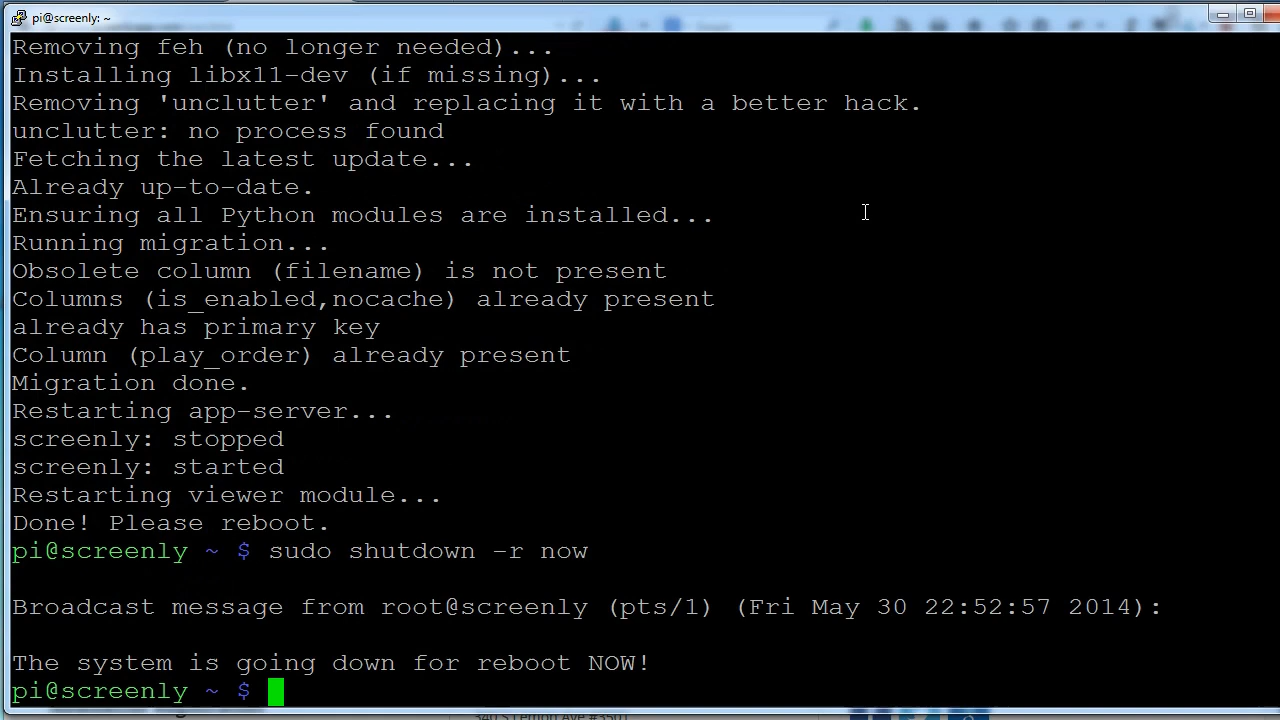 pi@screenly: ~
Removing feh (no longer needed)...
Installing libx11-dev (if missing)...
Removing 'unclutter' and replacing it with a better hack.
unclutter: no process found
Fetching the latest update...
Already up-to-date.
Ensuring all Python modules are installed...
Running migration...
Obsolete column (filename) is not present
Columns (is_enabled,nocache) already present
already has primary key
Column (play_order) already present
Migration done.
Restarting app-server...
screenly: stopped
screenly: started
Restarting viewer module...
Done! Please reboot.
pi@screenly ~ $ sudo shutdown -r now
Broadcast message from root@screenly (pts/1) (Fri May 30 22:52:57 2014):
The system is going down for reboot NOW!
pi@screenly ~ $